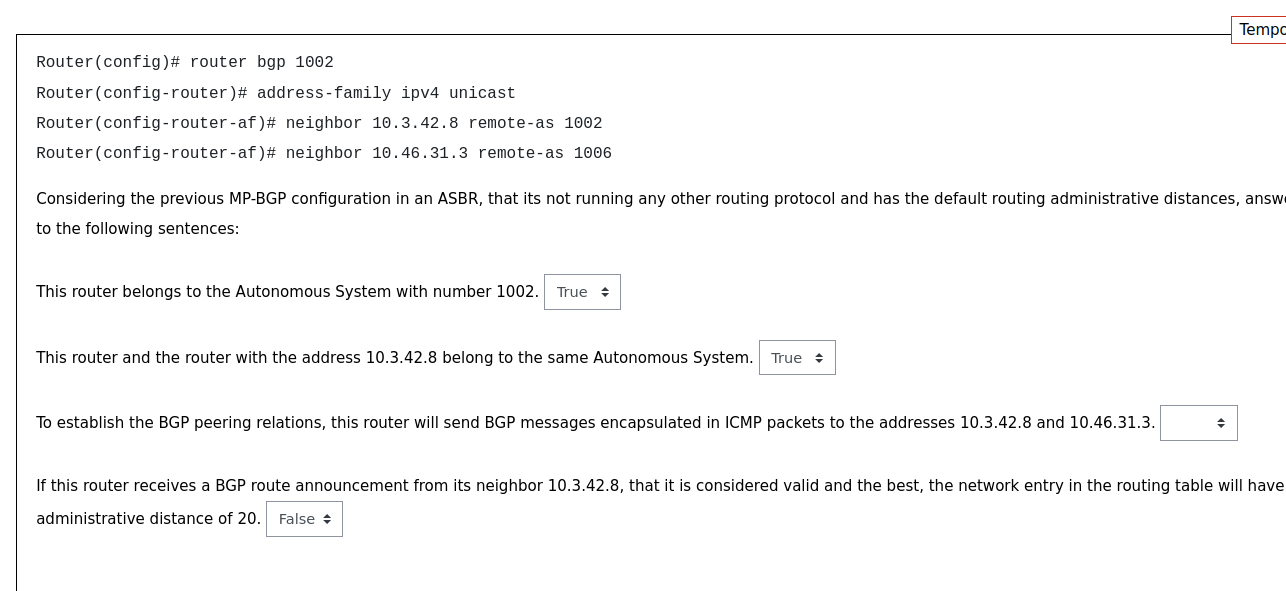 Tempo
Router(config)# router bgp 1002
Router(config-router)# address-family ipv4 unicast
Router(config-router-af)# neighbor 10.3.42.8 remote-as 1002
Router(config-router-af)# neighbor 10.46.31.3 remote-as 1006
Considering the previous MP-BGP configuration in an ASBR, that its not running any other routing protocol and has the default routing administrative distances, answe
to the following sentences:
This router belongs to the Autonomous System with number 1002. True
This router and the router with the address 10.3.42.8 belong to the same Autonomous System. True
To establish the BGP peering relations, this router will send BGP messages encapsulated in ICMP packets to the addresses 10.3.42.8 and 10.46.31.3.
If this router receives a BGP route announcement from its neighbor 10.3.42.8, that it is considered valid and the best, the network entry in the routing table will have
administrative distance of 20. False